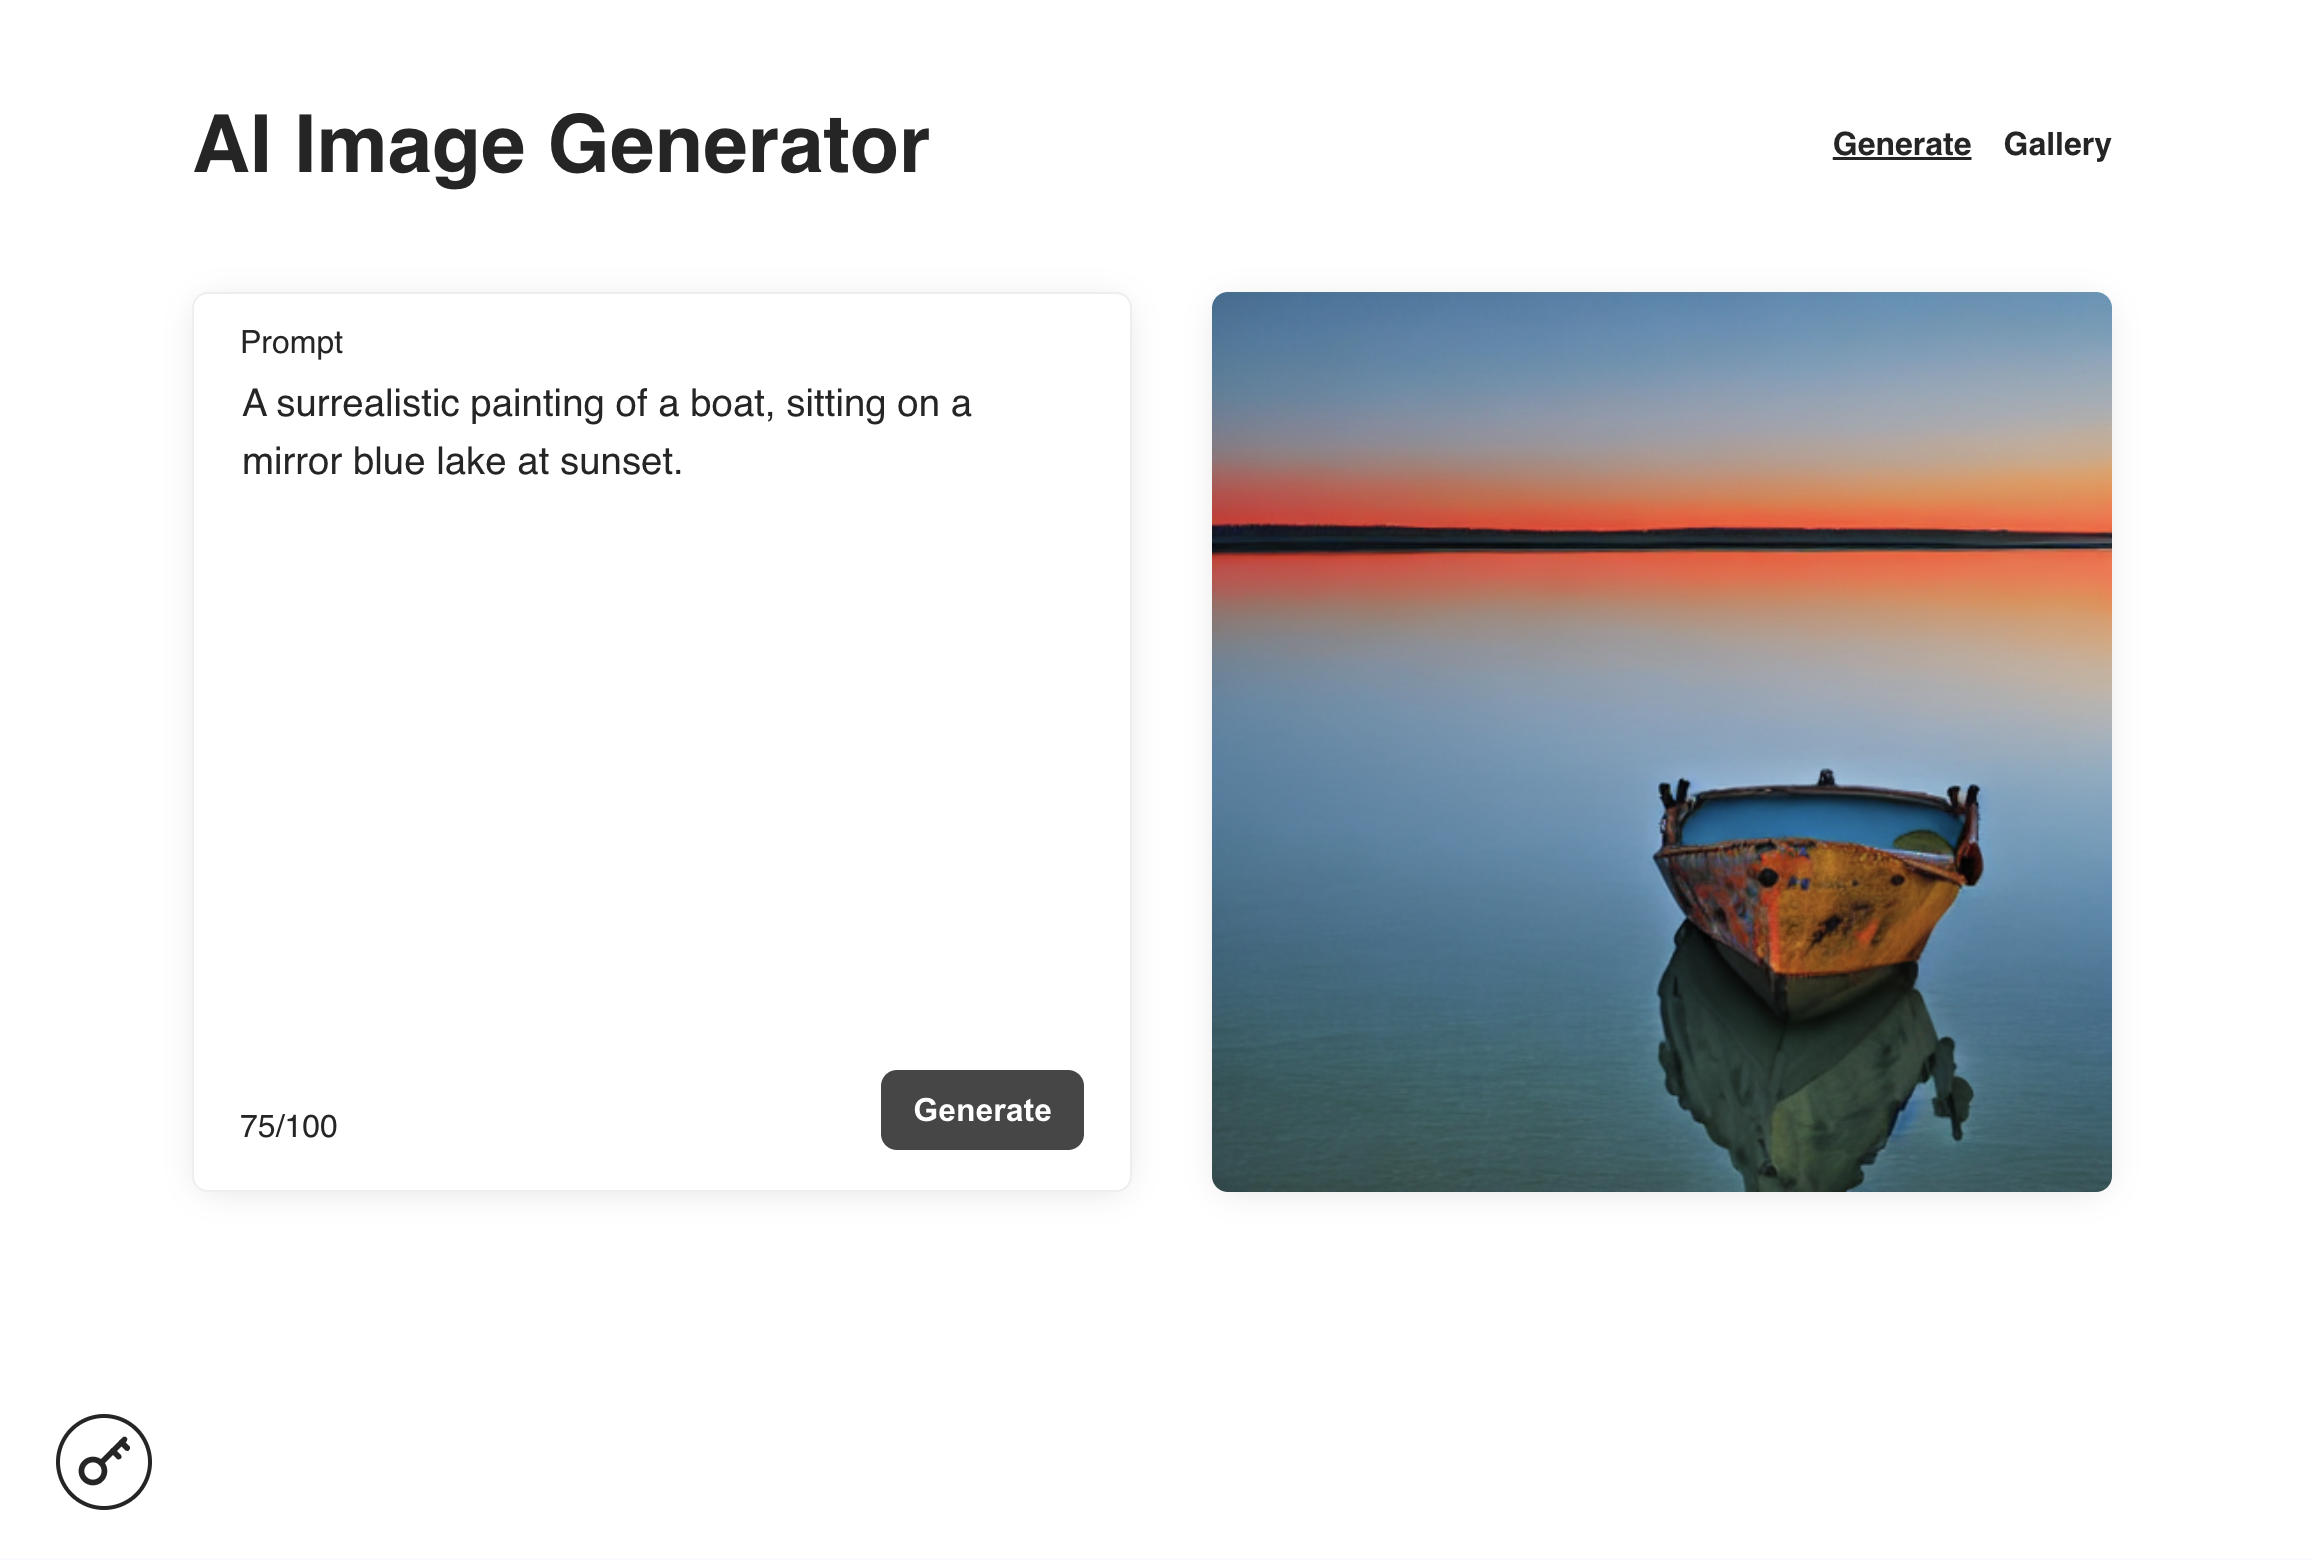 AI Image Generator
Generate
Gallery
Prompt
A surrealistic painting of a boat, sitting on a
mirror blue lake at sunset.
75/100
Generate